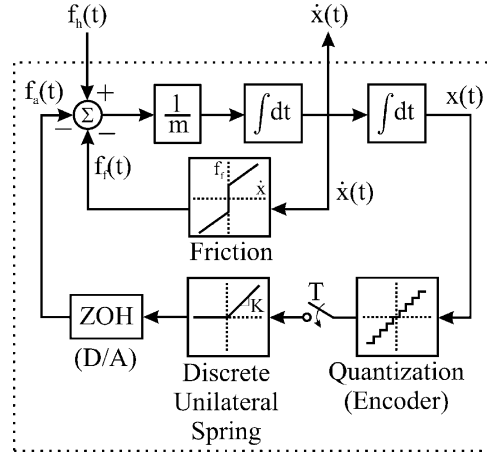 f_h(t)
ẋ(t)
f_a(t)
+
−
Σ
−
1
m
∫dt
∫dt
x(t)
f_f(t)
f_f
ẋ
ẋ(t)
Friction
T
K
ZOH
(D/A)
Discrete
Unilateral
Spring
Quantization
(Encoder)